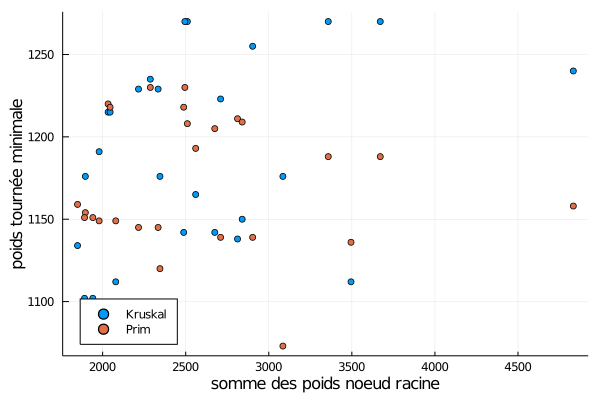 poids tournée minimale
1250
1200
1150
1100
Kruskal
Prim
2000 2500 3000 3500 4000 4500
somme des poids noeud racine